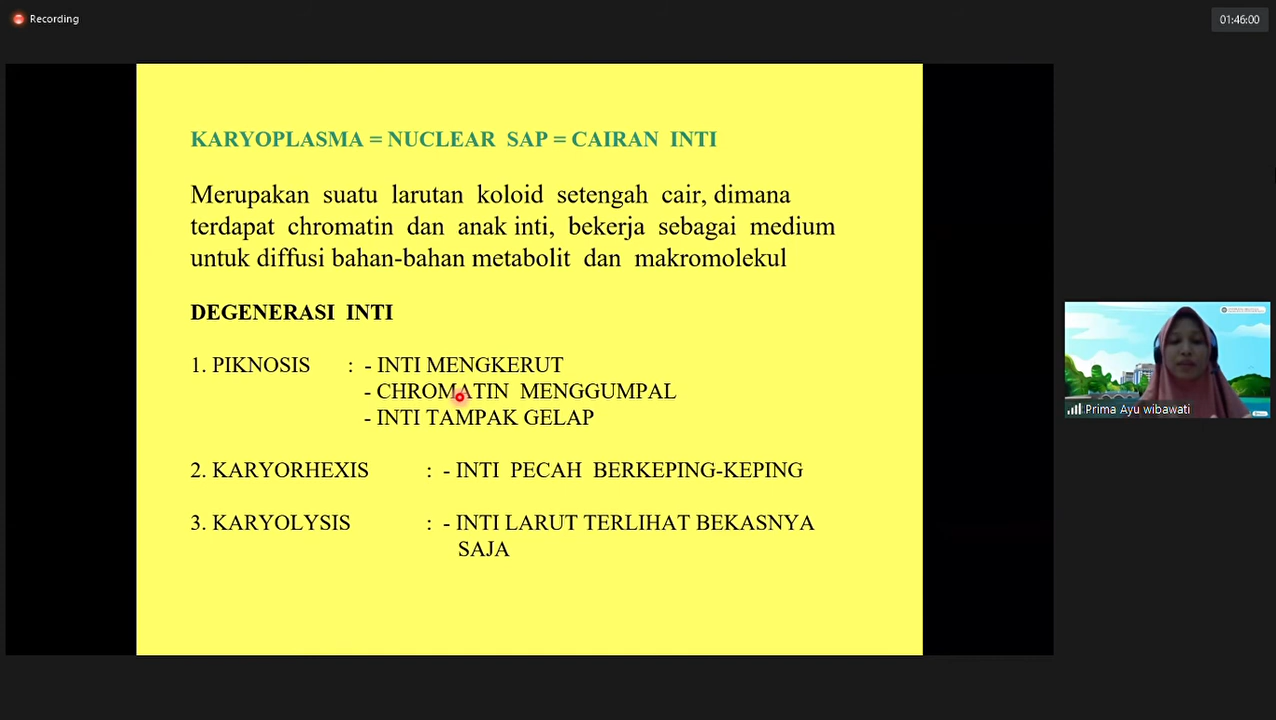 Recording
01:46:00
KARYOPLASMA = NUCLEAR SAP = CAIRAN INTI
Merupakan suatu larutan koloid setengah cair, dimana
terdapat chromatin dan anak inti, bekerja sebagai medium
untuk diffusi bahan-bahan metabolit dan makromolekul
DEGENERASI INTI
1. PIKNOSIS : - INTI MENGKERUT
- CHROMATIN MENGGUMPAL
- INTI TAMPAK GELAP
2. KARYORHEXIS : - INTI PECAH BERKEPING-KEPING
3. KARYOLYSIS : - INTI LARUT TERLIHAT BEKASNYA
SAJA
Prima Ayu wibawati